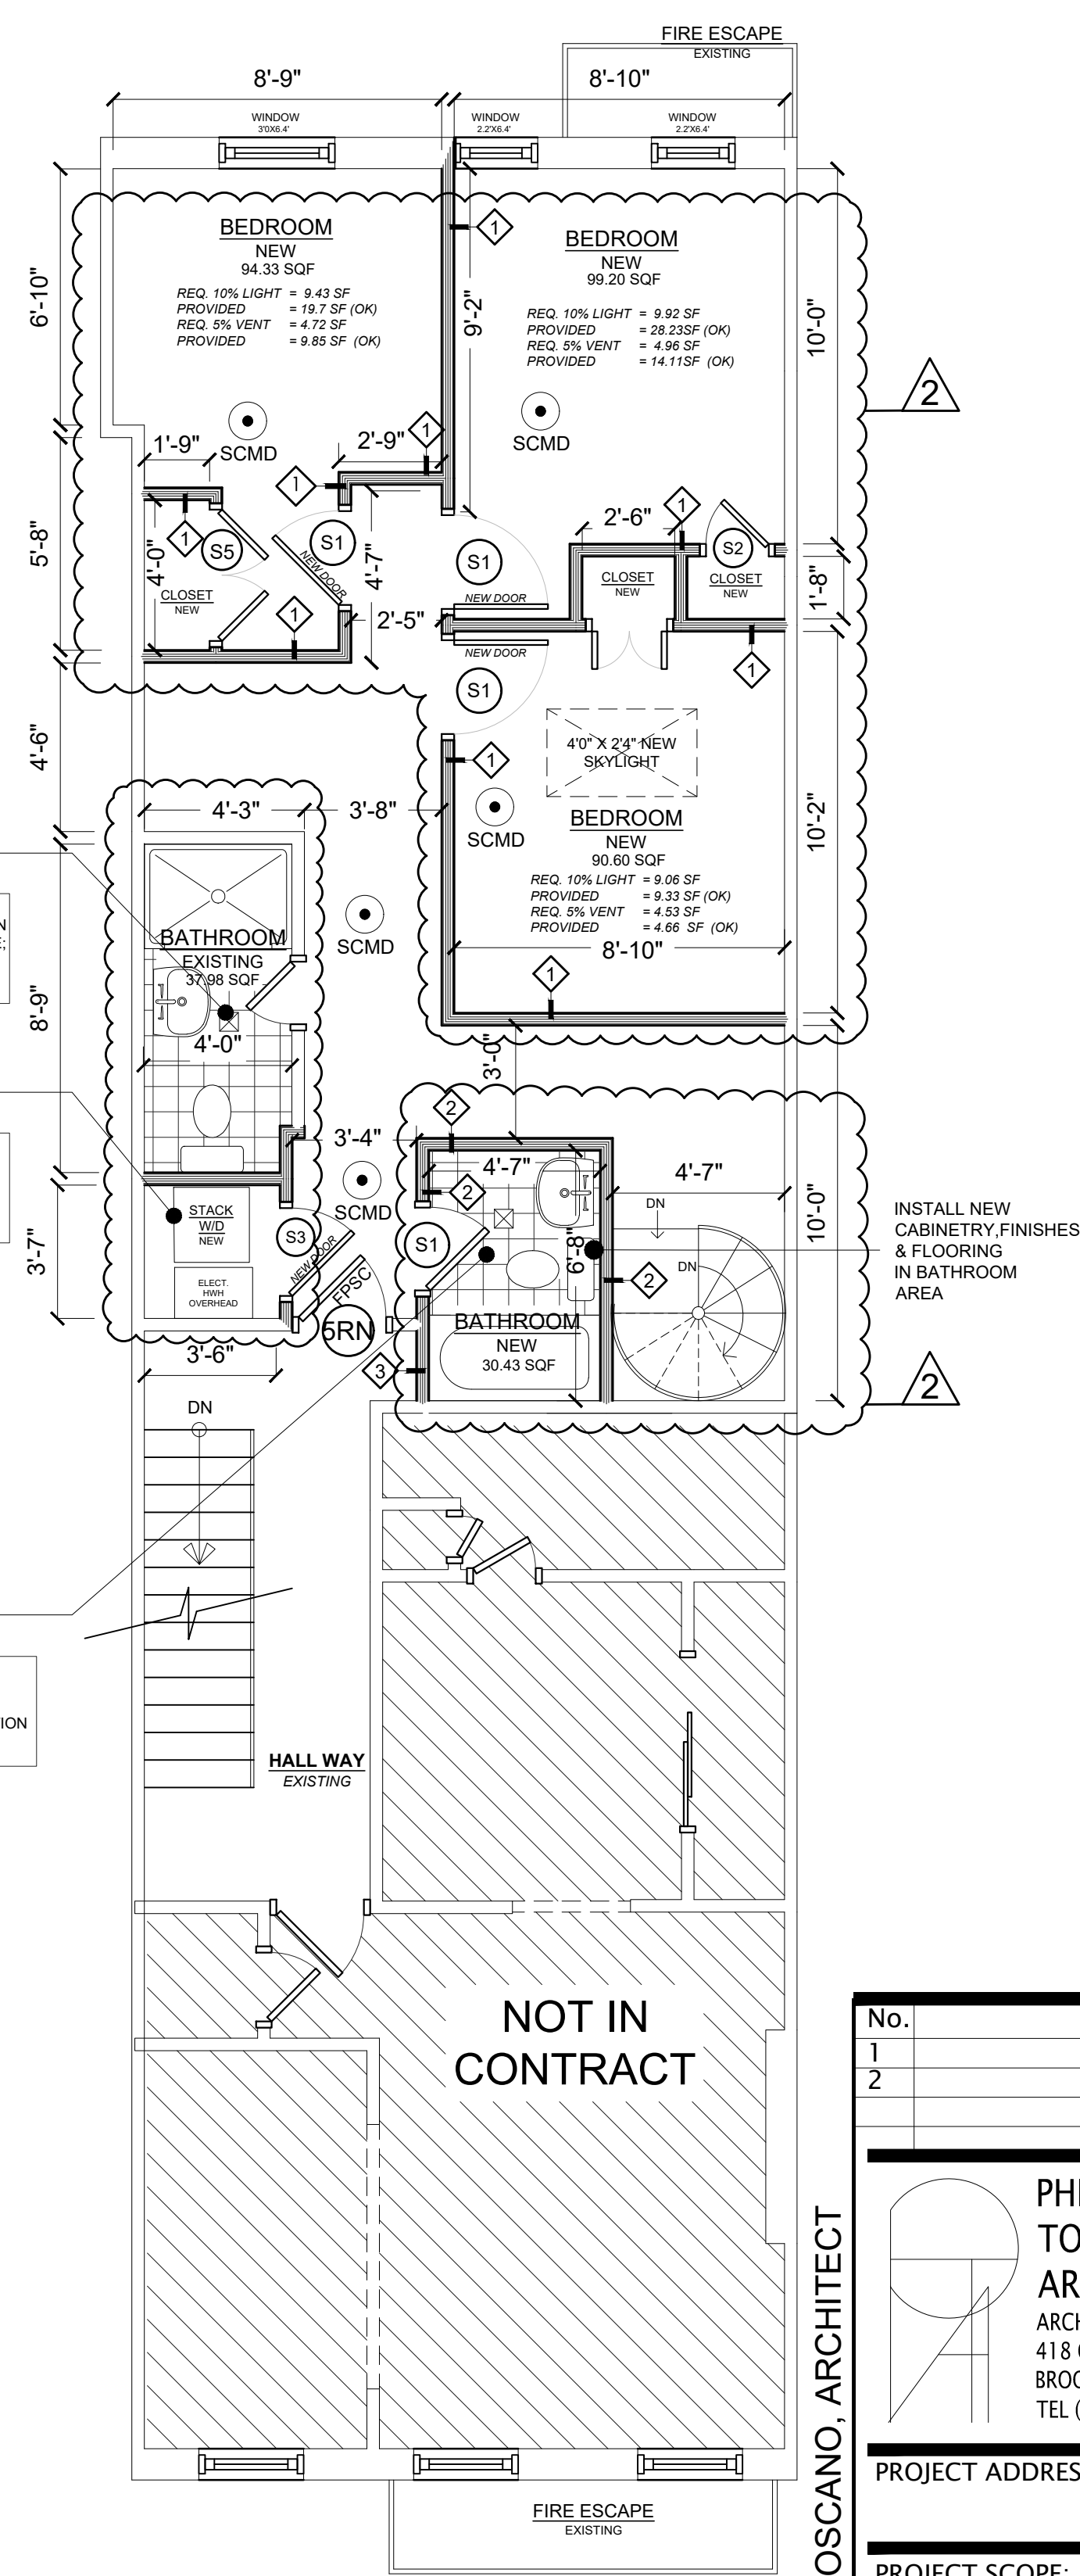 FIRE ESCAPE
EXISTING
8'-9"
8'-10"
WINDOW
3'0X6.4'
WINDOW
2.2'X6.4'
WINDOW
2.2'X6.4'
BEDROOM
NEW
94.33 SQF
REQ. 10% LIGHT = 9.43 SF
PROVIDED = 19.7 SF (OK)
REQ. 5% VENT = 4.72 SF
PROVIDED = 9.85 SF (OK)
1
BEDROOM
NEW
99.20 SQF
REQ. 10% LIGHT = 9.92 SF
PROVIDED = 28.23SF (OK)
REQ. 5% VENT = 4.96 SF
PROVIDED = 14.11SF (OK)
6'-10"
9'-2"
10'-0"
2
SCMD
SCMD
1'-9"
2'-9"
1
1
1
S5
S1
NEW DOOR
4'-0"
4'-7"
5'-8"
CLOSET
NEW
1
2'-5"
S1
NEW DOOR
2'-6"
1
S2
CLOSET
NEW
CLOSET
NEW
1'-8"
NEW DOOR
S1
1
4'-6"
1
4'0" X 2'4" NEW
SKYLIGHT
SCMD
BEDROOM
NEW
90.60 SQF
REQ. 10% LIGHT = 9.06 SF
PROVIDED = 9.33 SF (OK)
REQ. 5% VENT = 4.53 SF
PROVIDED = 4.66 SF (OK)
8'-10"
10'-2"
1
4'-3"
3'-8"
SCMD
BATHROOM
EXISTING
37.98 SQF
4'-0"
8'-9"
3'-0"
2
3'-4"
SCMD
4'-7"
2
4'-7"
DN
DN
10'-0"
STACK
W/D
NEW
ELECT.
HWH
OVERHEAD
S3
NEW DOOR
FPSC
5RN
S1
6'-8"
2
BATHROOM
NEW
30.43 SQF
3
3'-7"
3'-6"
INSTALL NEW
CABINETRY,FINISHES
& FLOORING
IN BATHROOM
AREA
2
DN
HALL WAY
EXISTING
NOT IN
CONTRACT
No.
1
2
OSCANO, ARCHITECT
TEL (
418
FIRE ESCAPE
EXISTING